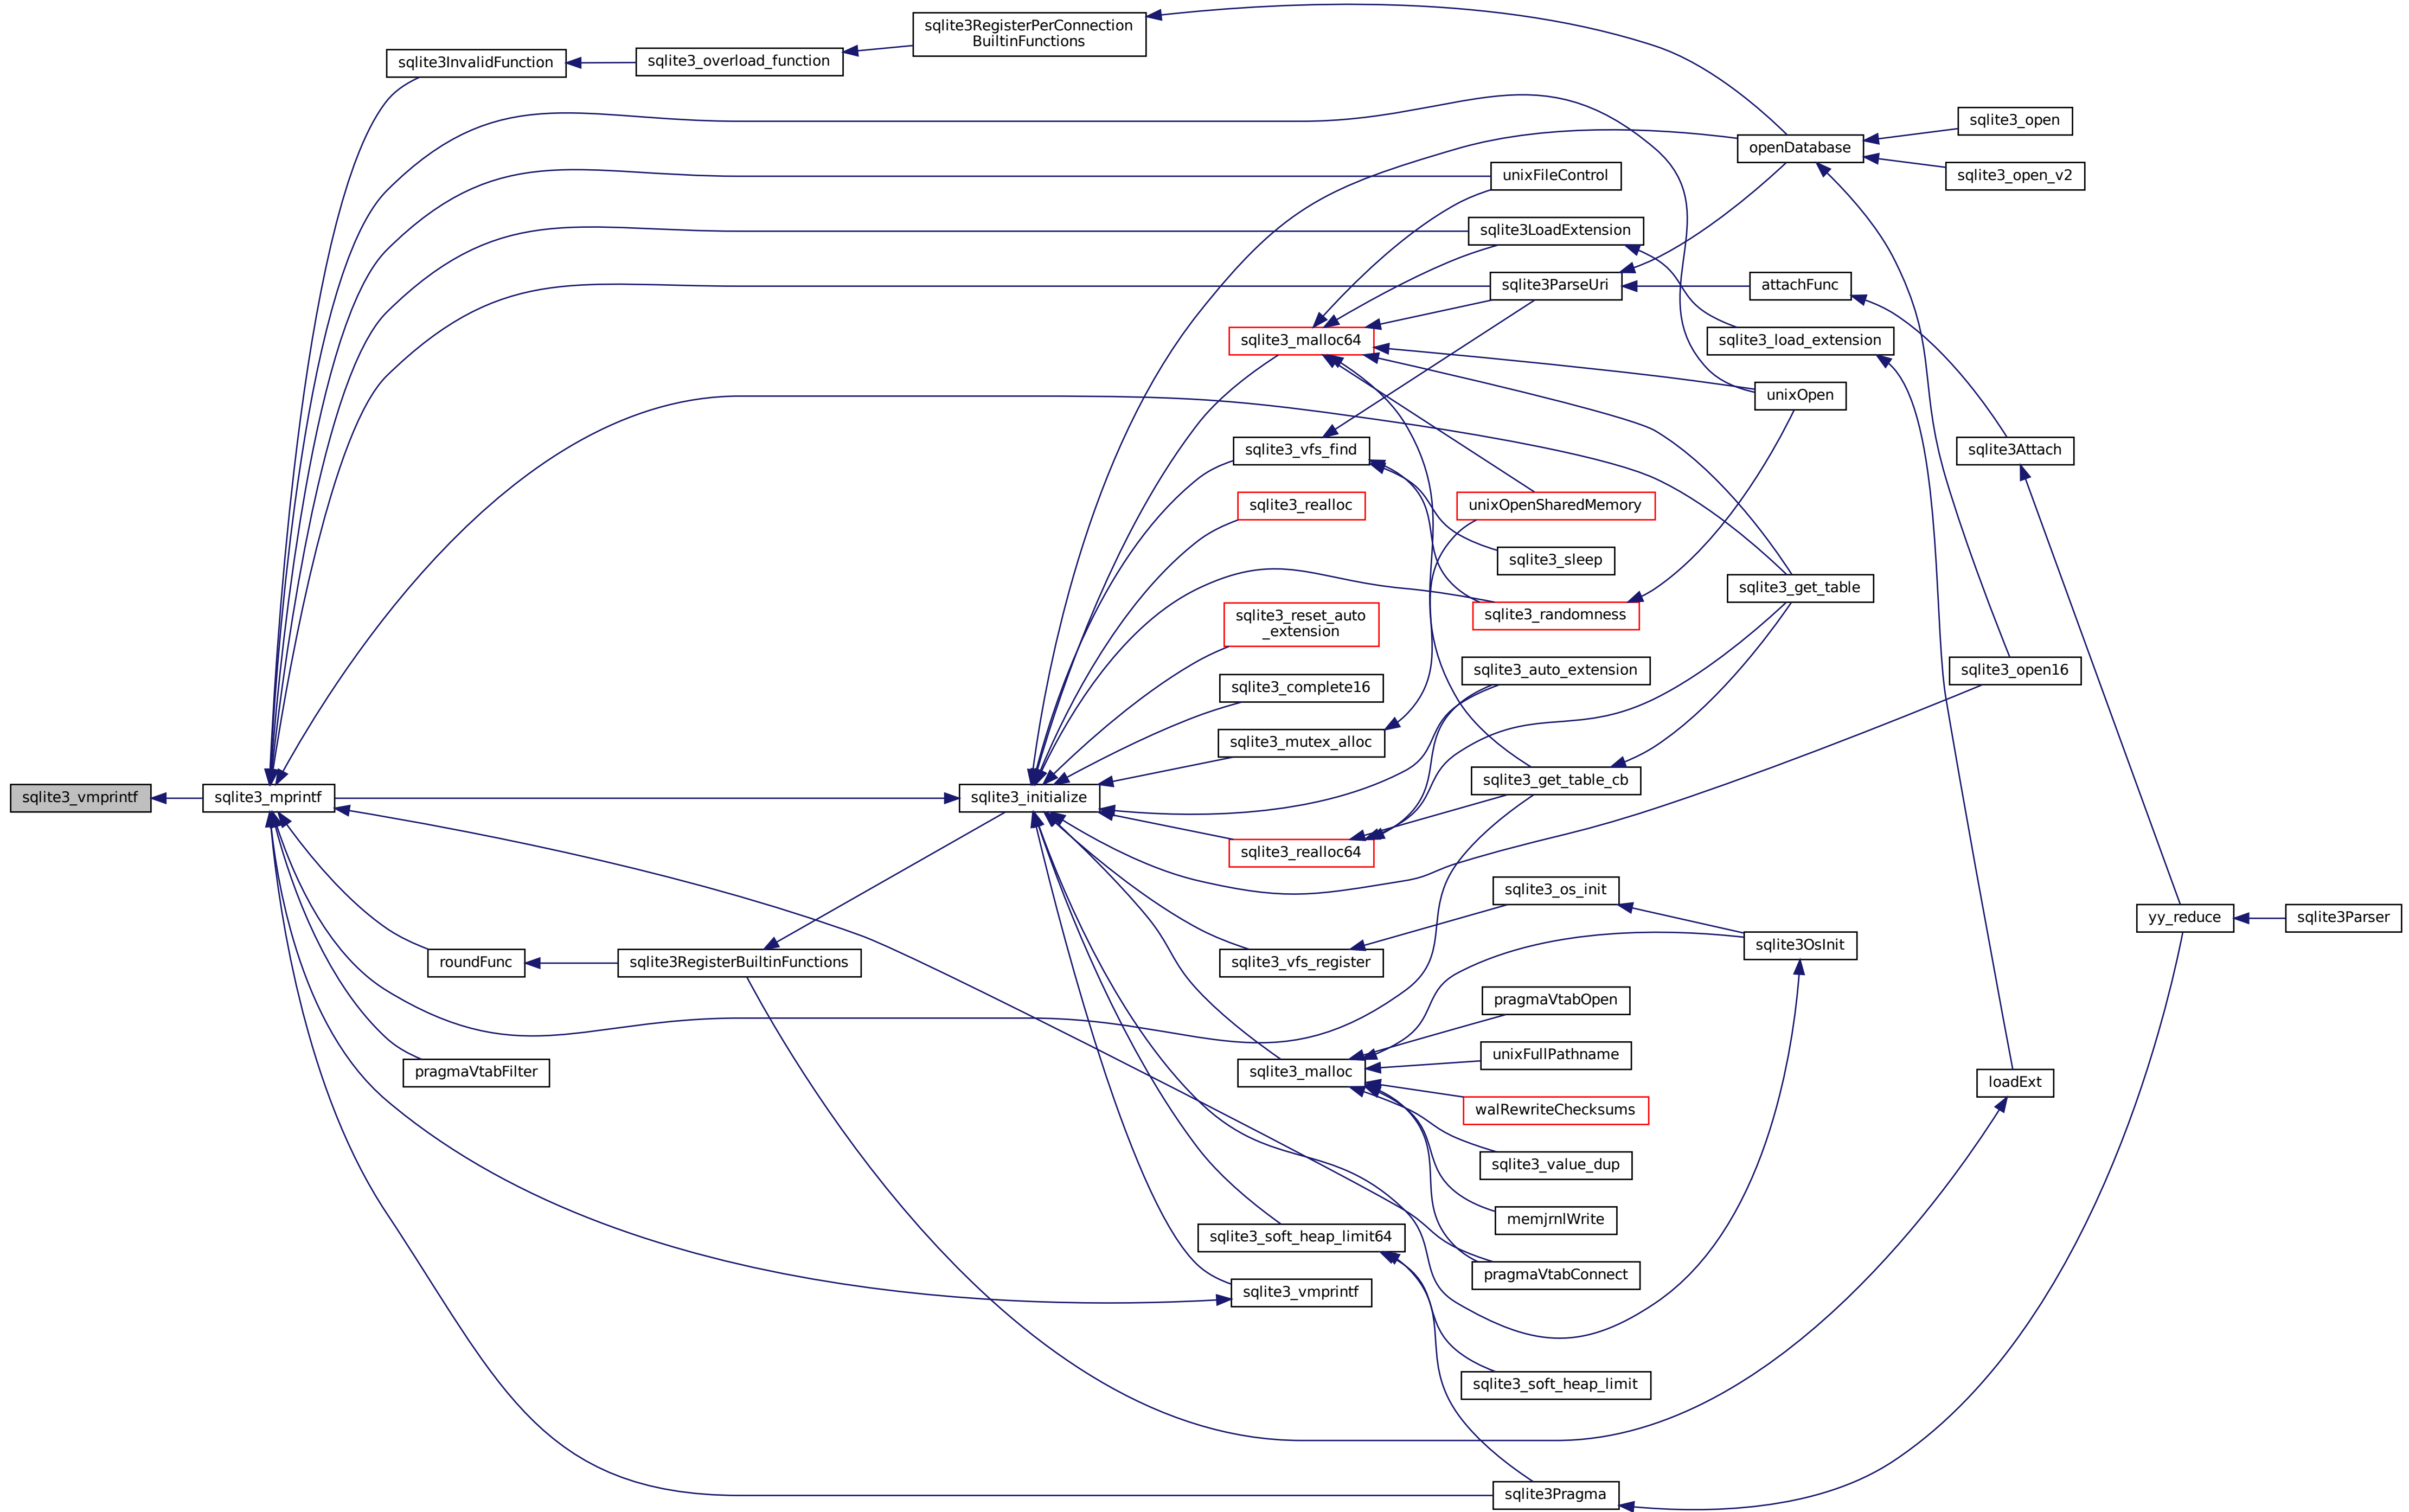 sqlite3RegisterPerConnection
BuiltinFunctions
sqlite3InvalidFunction
sqlite3_overload_function
sqlite3_open
openDatabase
sqlite3_open_v2
unixFileControl
sqlite3LoadExtension
sqlite3ParseUri
attachFunc
sqlite3_malloc64
sqlite3_load_extension
unixOpen
sqlite3_vfs_find
sqlite3Attach
sqlite3_realloc
unixOpenSharedMemory
sqlite3_sleep
sqlite3_get_table
sqlite3_reset_auto
_extension
sqlite3_randomness
sqlite3_auto_extension
sqlite3_open16
sqlite3_complete16
sqlite3_mutex_alloc
sqlite3_get_table_cb
sqlite3_vmprintf
sqlite3_mprintf
sqlite3_initialize
sqlite3_realloc64
sqlite3_os_init
yy_reduce
sqlite3Parser
sqlite3OsInit
roundFunc
sqlite3RegisterBuiltinFunctions
sqlite3_vfs_register
pragmaVtabOpen
unixFullPathname
pragmaVtabFilter
sqlite3_malloc
loadExt
walRewriteChecksums
sqlite3_value_dup
memjrnlWrite
sqlite3_soft_heap_limit64
pragmaVtabConnect
sqlite3_vmprintf
sqlite3_soft_heap_limit
sqlite3Pragma